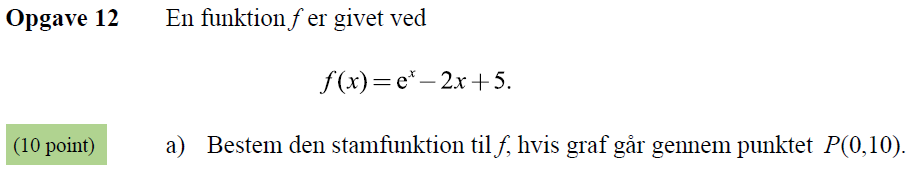 Opgave 12 En funktion f er givet ved
f(x) = eˣ – 2x + 5.
(10 point) a) Bestem den stamfunktion til f, hvis graf går gennem punktet P(0,10).